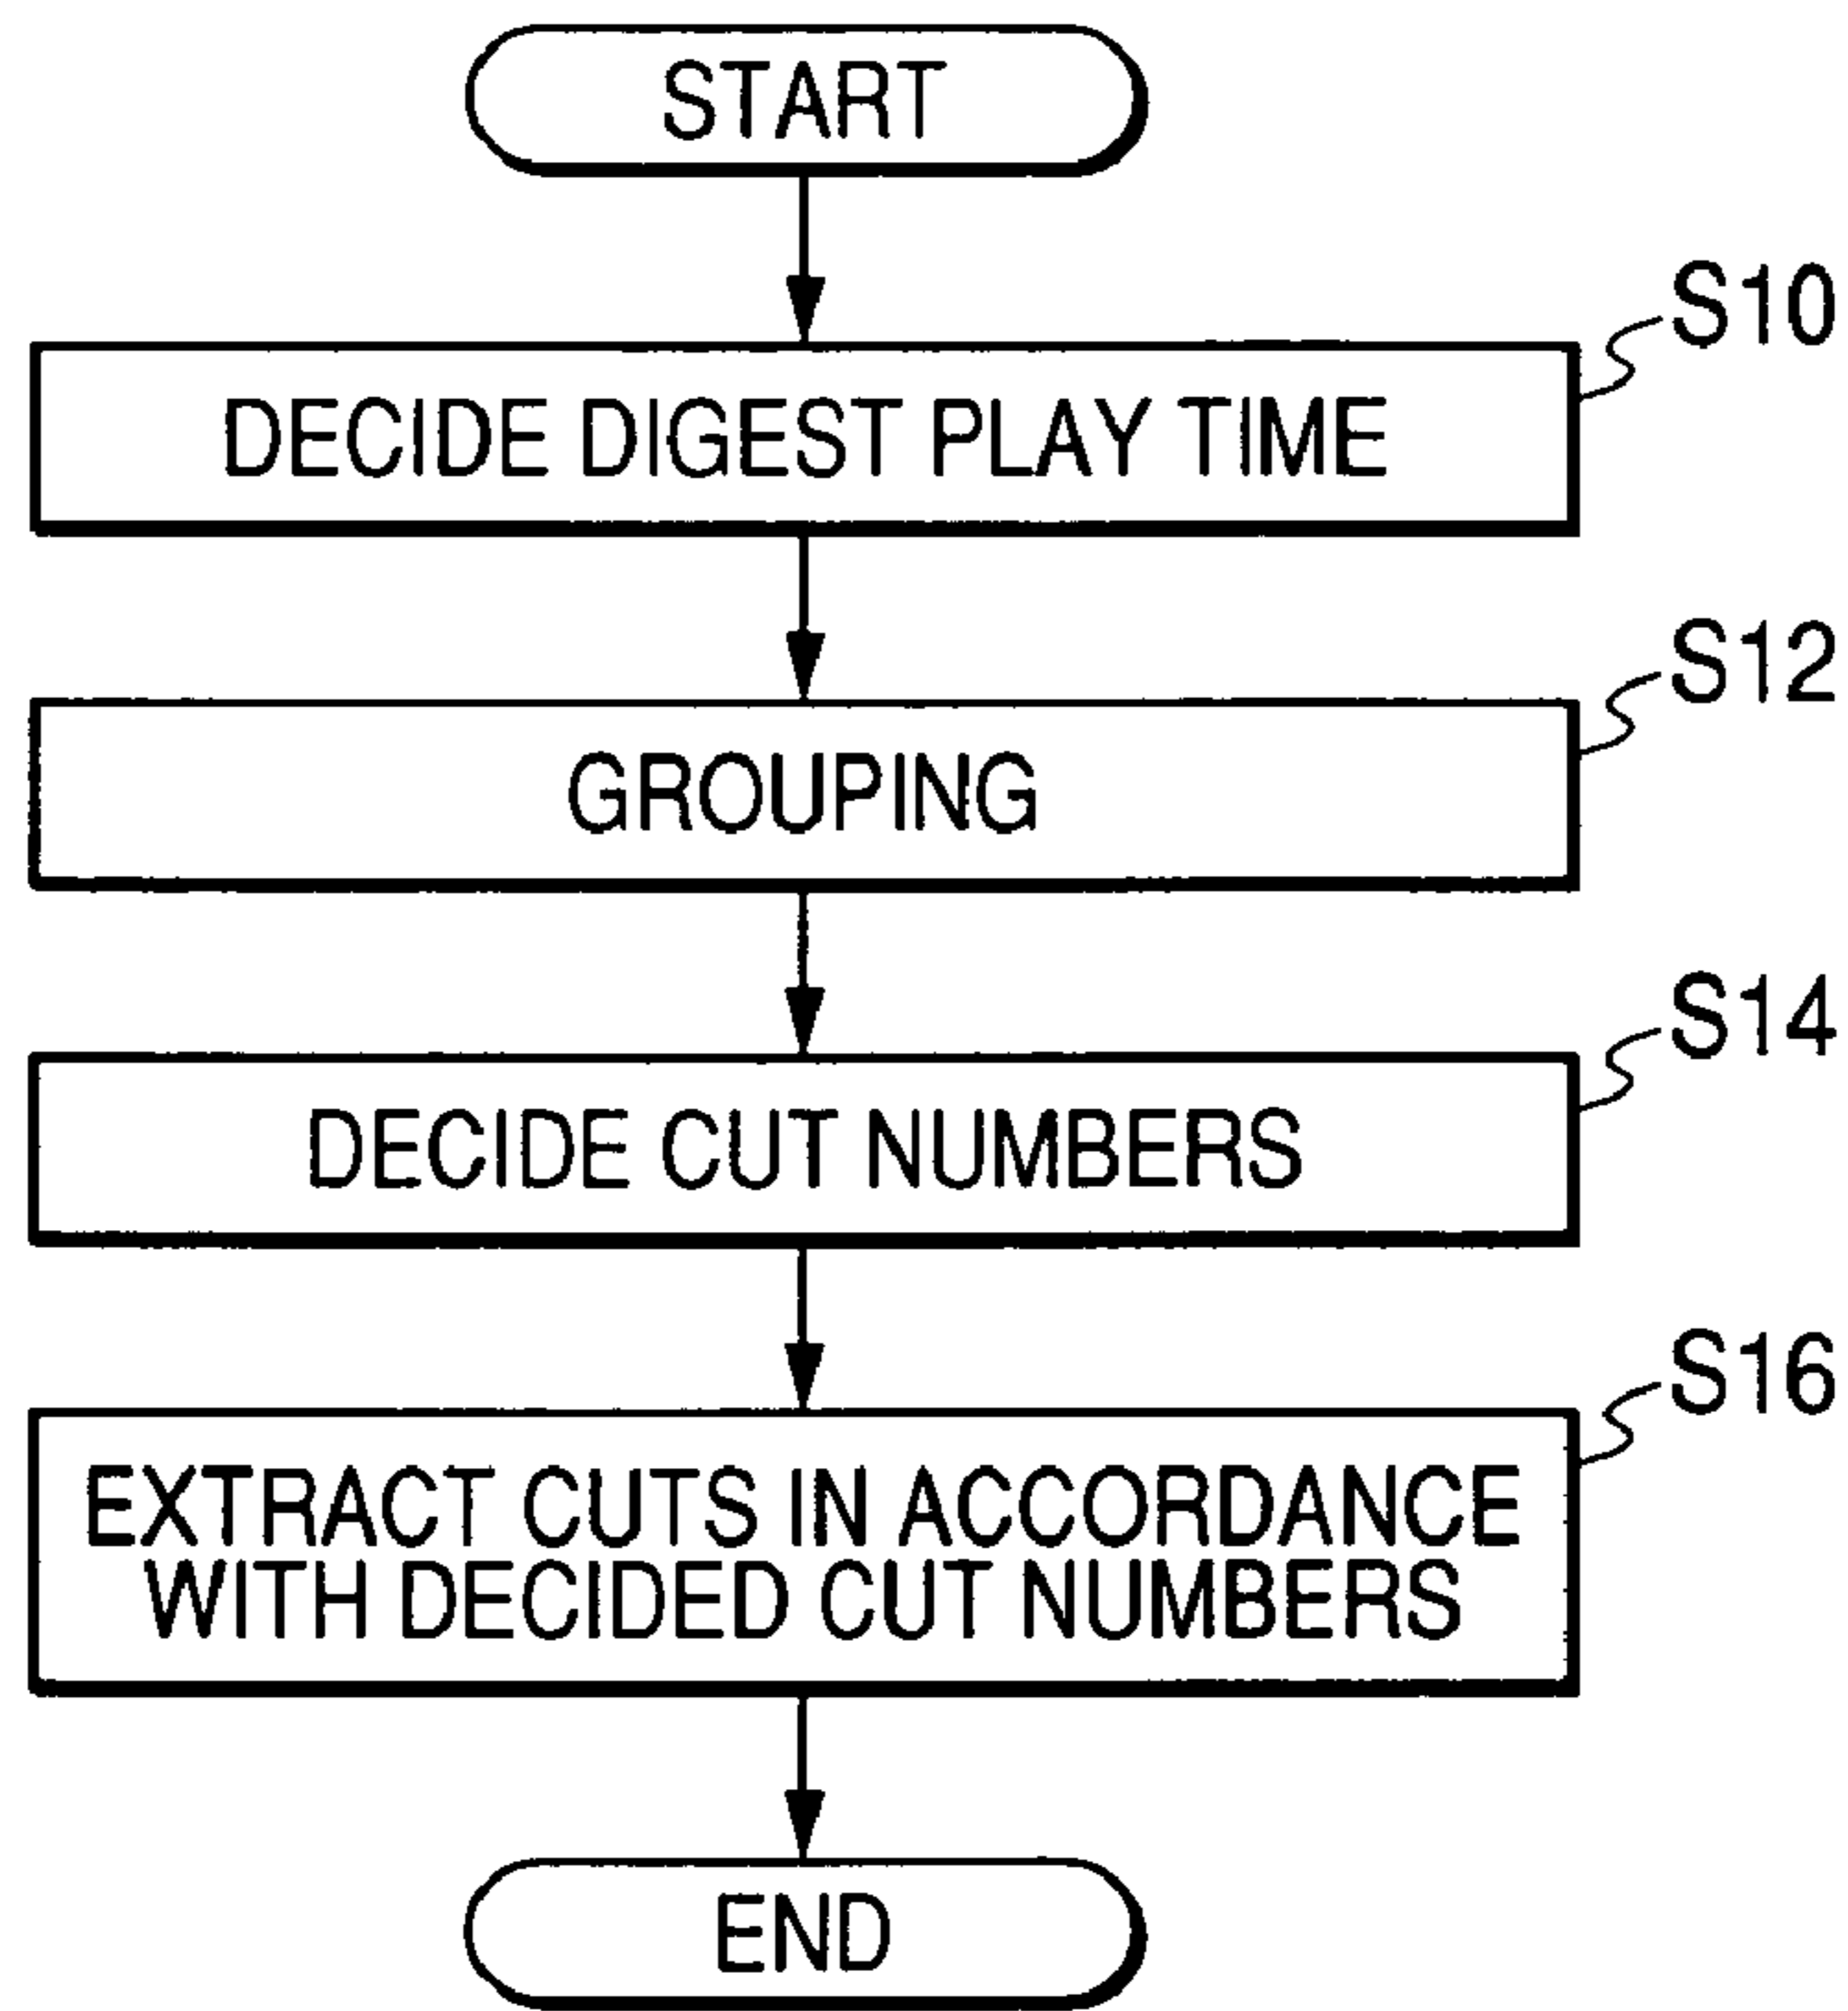 START
S10
DECIDE DIGEST PLAY TIME
S12
GROUPING
S14
DECIDE CUT NUMBERS
S16
EXTRACT CUTS IN ACCORDANCE
WITH DECIDED CUT NUMBERS
END